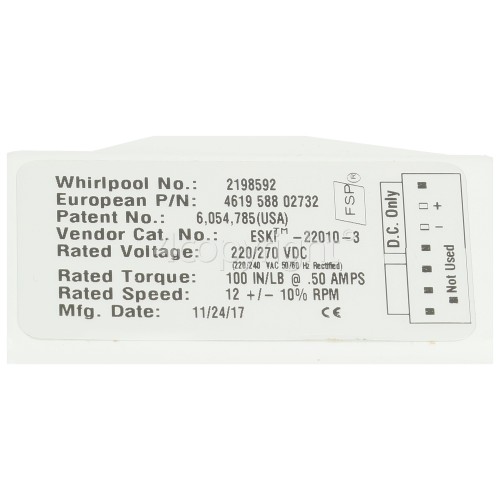 Whirlpool No.: 2198592
European P/N: 4619 588 02732
Patent No.: 6,054,785(USA)
Vendor Cat. No.: ESKI™-22010-3
Rated Voltage: 220/270 VDC
(220/240 VAC 50/60 Hz Rectified)
Rated Torque: 100 IN/LB @ .50 AMPS
Rated Speed: 12 +/- 10% RPM
Mfg. Date: 11/24/17 CE
FSP®
D.C. Only
- +
Not Used